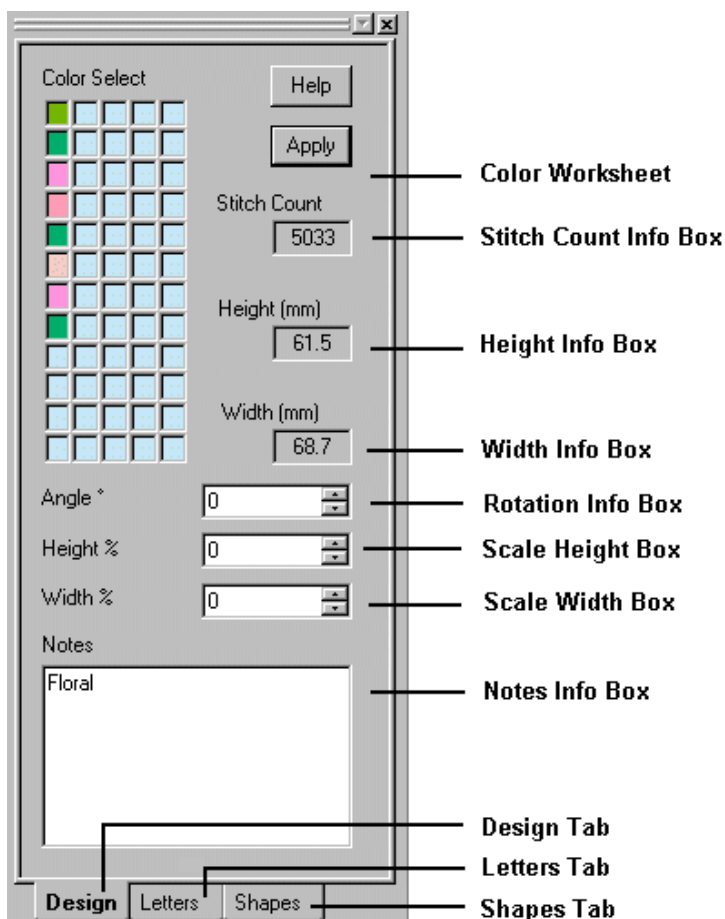 Color Select
Help
Apply
Color Worksheet
Stitch Count
5033
Stitch Count Info Box
Height (mm)
61.5
Height Info Box
Width (mm)
68.7
Width Info Box
Angle °
0
Rotation Info Box
Height %
0
Scale Height Box
Width %
0
Scale Width Box
Notes
Floral
Notes Info Box
Design Tab
Letters Tab
Design
Letters
Shapes
Shapes Tab